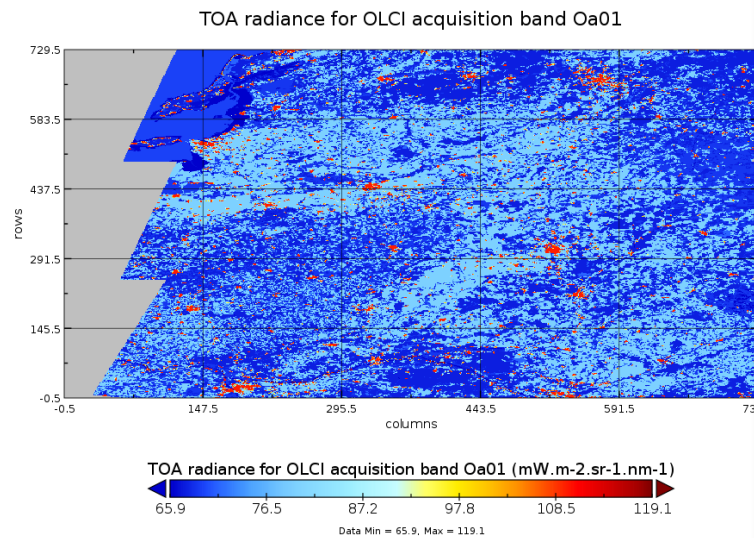 TOA radiance for OLCI acquisition band Oa01
729.5
583.5
437.5
291.5
145.5
-0.5
rows
-0.5 147.5 295.5 443.5 591.5
columns
TOA radiance for OLCI acquisition band Oa01 (mW.m-2.sr-1.nm-1)
65.9 76.5 87.2 97.8 108.5 119.1
Data Min = 65.9, Max = 119.1